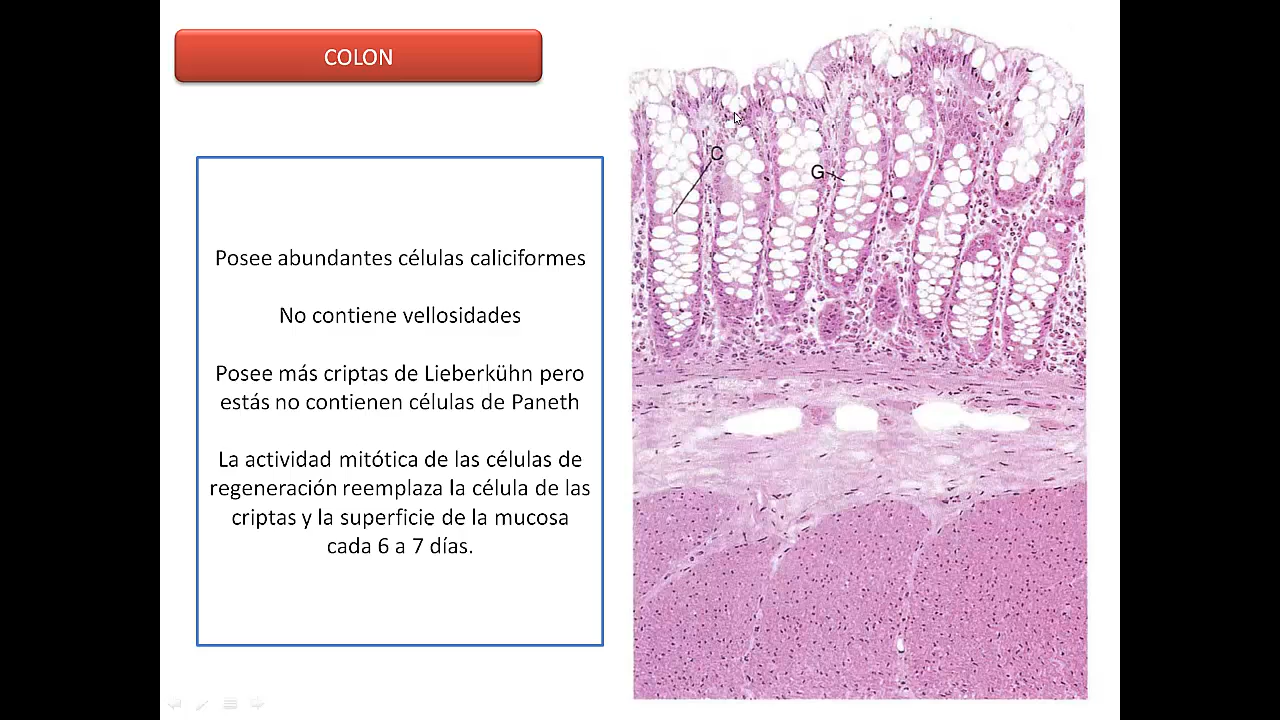 COLON
Posee abundantes células caliciformes
No contiene vellosidades
Posee más criptas de Lieberkühn pero
estás no contienen células de Paneth
La actividad mitótica de las células de
regeneración reemplaza la célula de las
criptas y la superficie de la mucosa
cada 6 a 7 días.
C
G